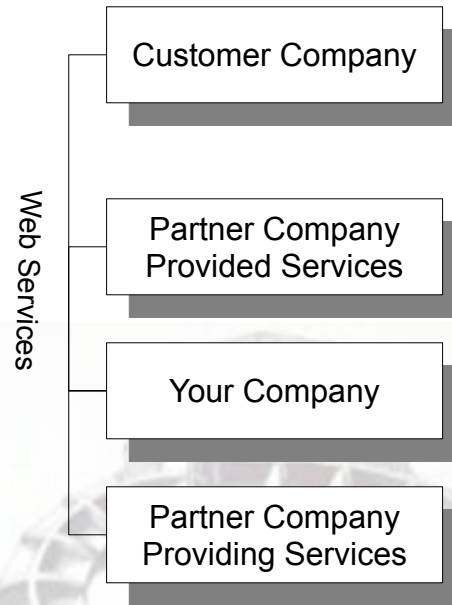 Customer Company
Web Services
Partner Company
Provided Services
Your Company
Partner Company
Providing Services